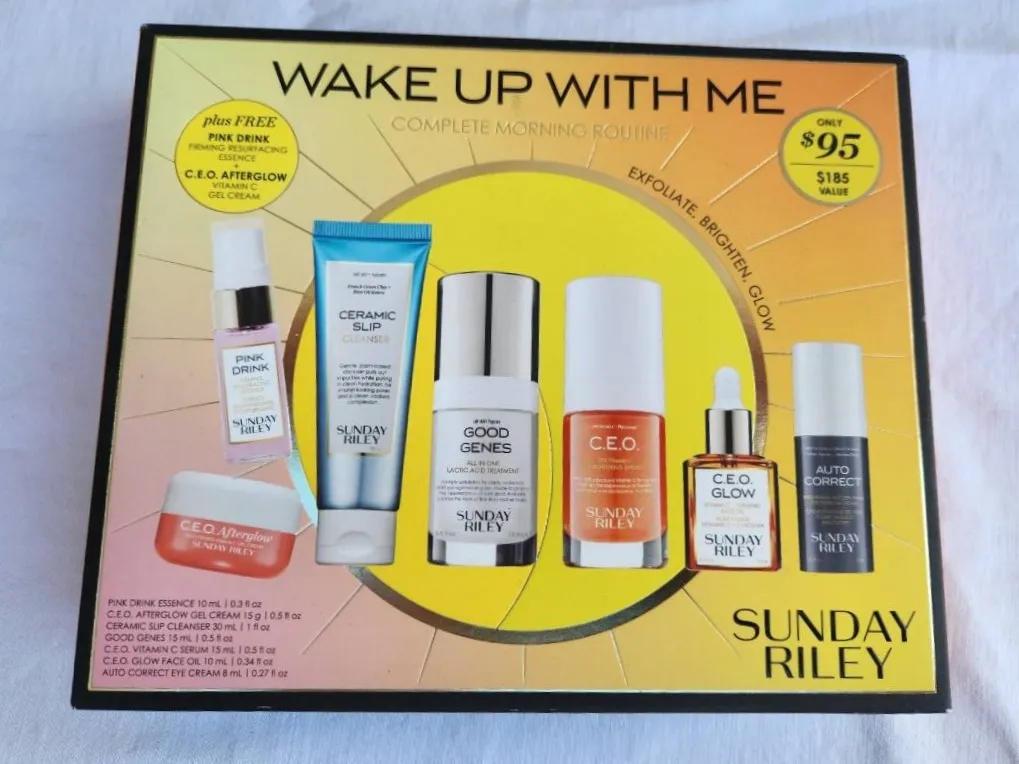 WAKE UP WITH ME
COMPLETE MORNING ROUTINE
plus FREE
PINK DRINK
FIRMING RESURFACING
ESSENCE
+
C.E.O. AFTERGLOW
VITAMIN C
GEL CREAM
ONLY
$95
$185
VALUE
EXFOLIATE, BRIGHTEN, GLOW
PINK
DRINK
SUNDAY
RILEY
CERAMIC
SLIP
CLEANSER
SUNDAY
RILEY
GOOD
GENES
ALL-IN-ONE
LACTIC ACID TREATMENT
SUNDAY
RILEY
C.E.O.
SUNDAY
RILEY
C.E.O.
GLOW
SUNDAY
RILEY
AUTO
CORRECT
SUNDAY
RILEY
C.E.O. Afterglow
SUNDAY RILEY
PINK DRINK ESSENCE 10 mL | 0.3 fl oz
C.E.O. AFTERGLOW GEL CREAM 15 g | 0.5 fl oz
CERAMIC SLIP CLEANSER 30 mL | 1 fl oz
GOOD GENES 15 mL | 0.5 fl oz
C.E.O. VITAMIN C SERUM 15 mL | 0.5 fl oz
C.E.O. GLOW FACE OIL 10 mL | 0.34 fl oz
AUTO CORRECT EYE CREAM 8 mL | 0.27 fl oz
SUNDAY
RILEY